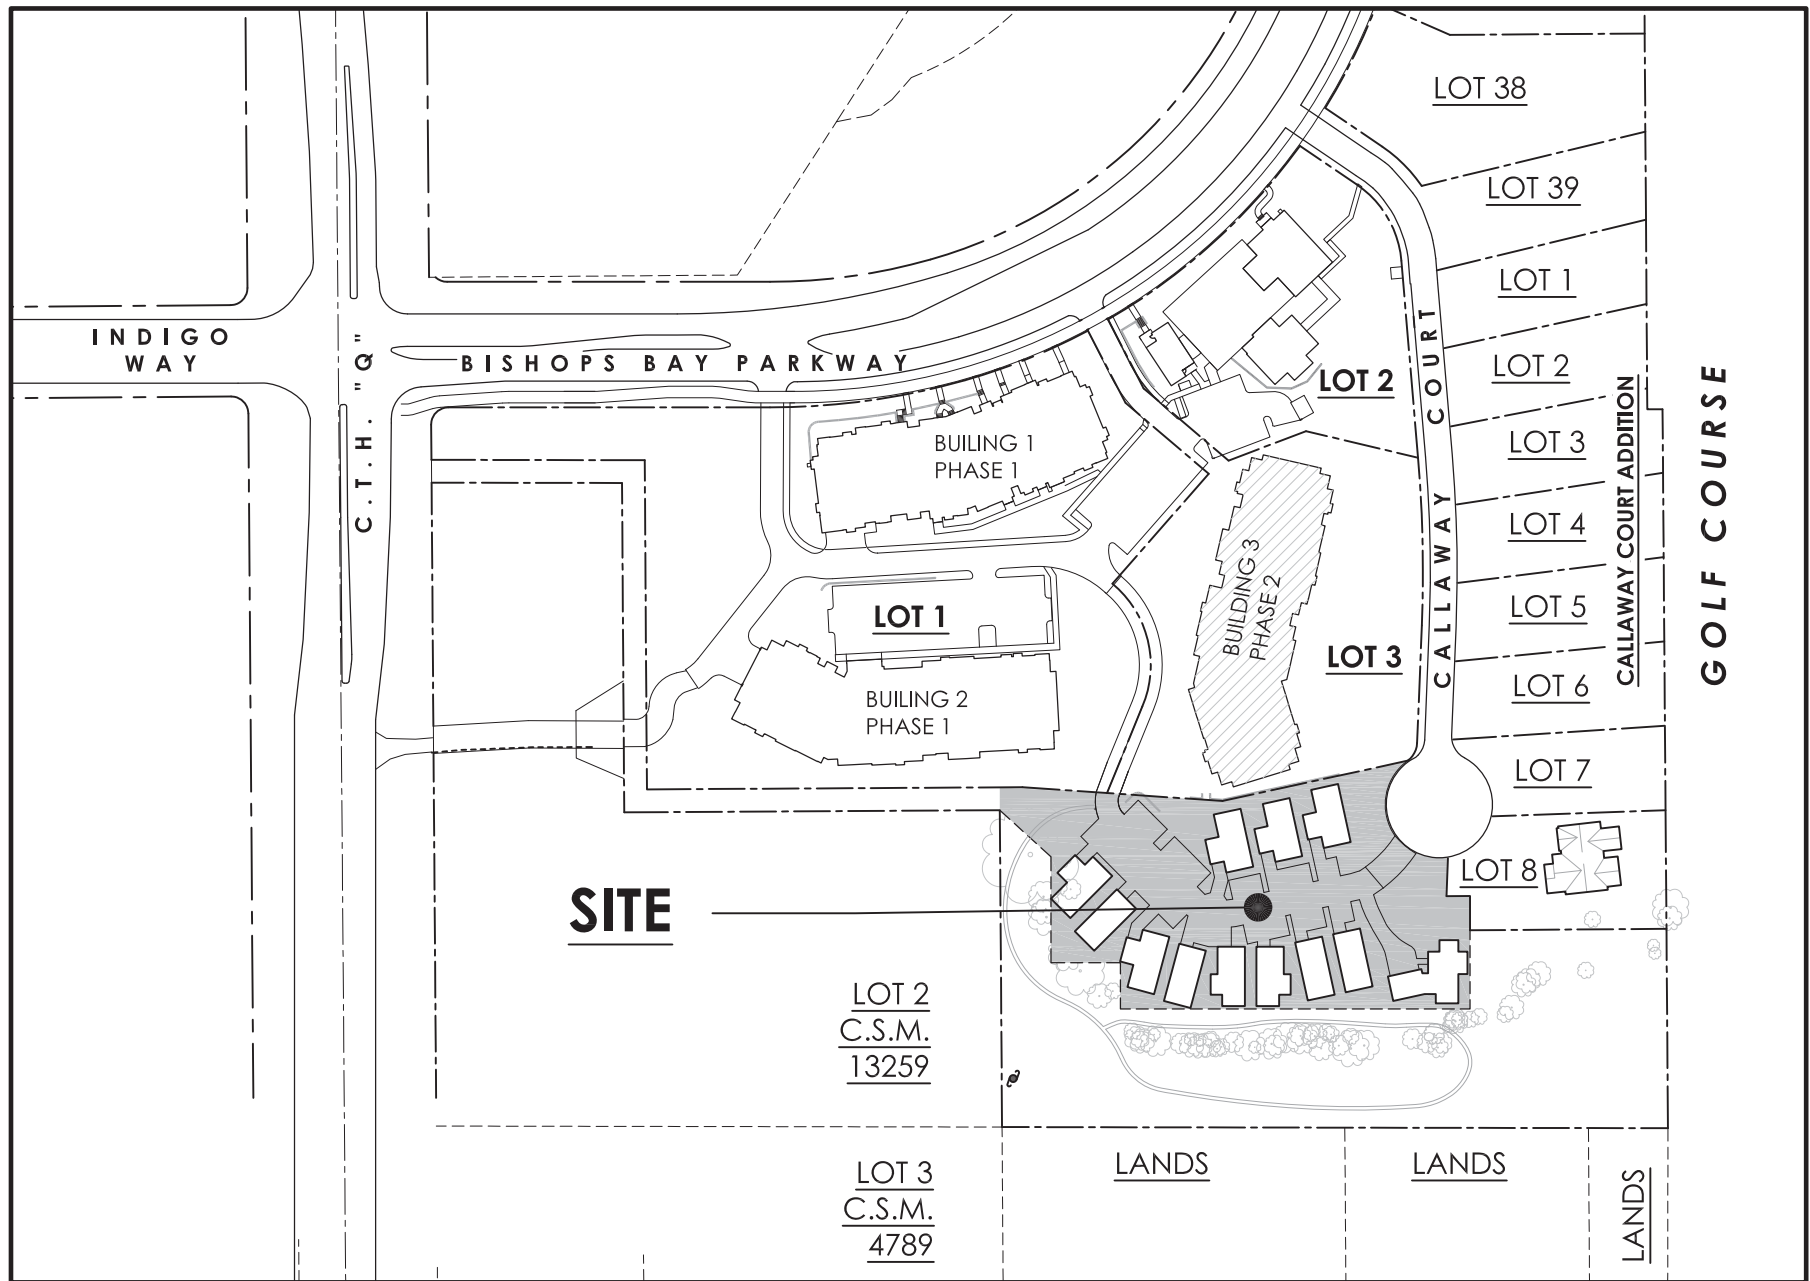 LOT 38
LOT 39
LOT 1
LOT 2
LOT 3
LOT 4
LOT 5
LOT 6
LOT 7
LOT 8
CALLAWAY COURT ADDITION
GOLF COURSE
CALLAWAY COURT
INDIGO
WAY
C.T.H. "Q"
BISHOPS BAY PARKWAY
LOT 2
BUILING 1
PHASE 1
BUILDING 3
PHASE 2
LOT 1
LOT 3
BUILING 2
PHASE 1
SITE
LOT 2
C.S.M.
13259
LOT 3
C.S.M.
4789
LANDS
LANDS
LANDS